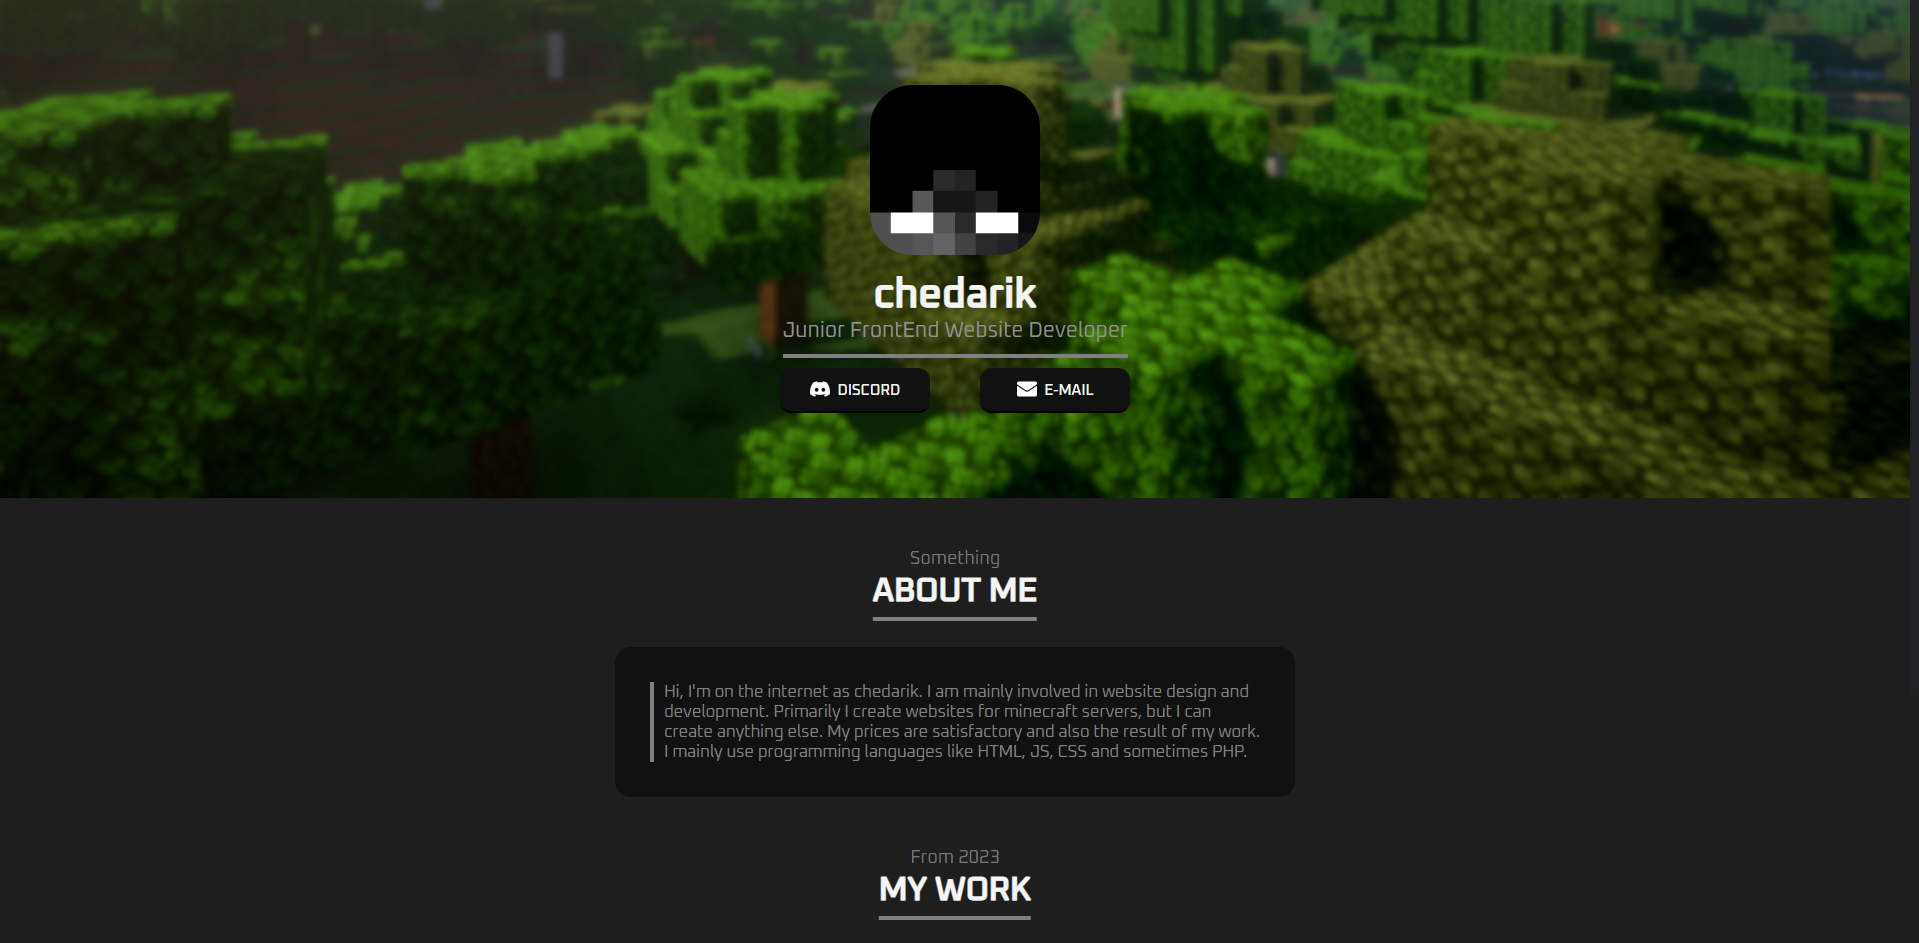 chedarik
Junior FrontEnd Website Developer
DISCORD
E-MAIL
Something
ABOUT ME
Hi, I'm on the internet as chedarik. I am mainly involved in website design and
development. Primarily I create websites for minecraft servers, but I can
create anything else. My prices are satisfactory and also the result of my work.
I mainly use programming languages like HTML, JS, CSS and sometimes PHP.
From 2023
MY WORK